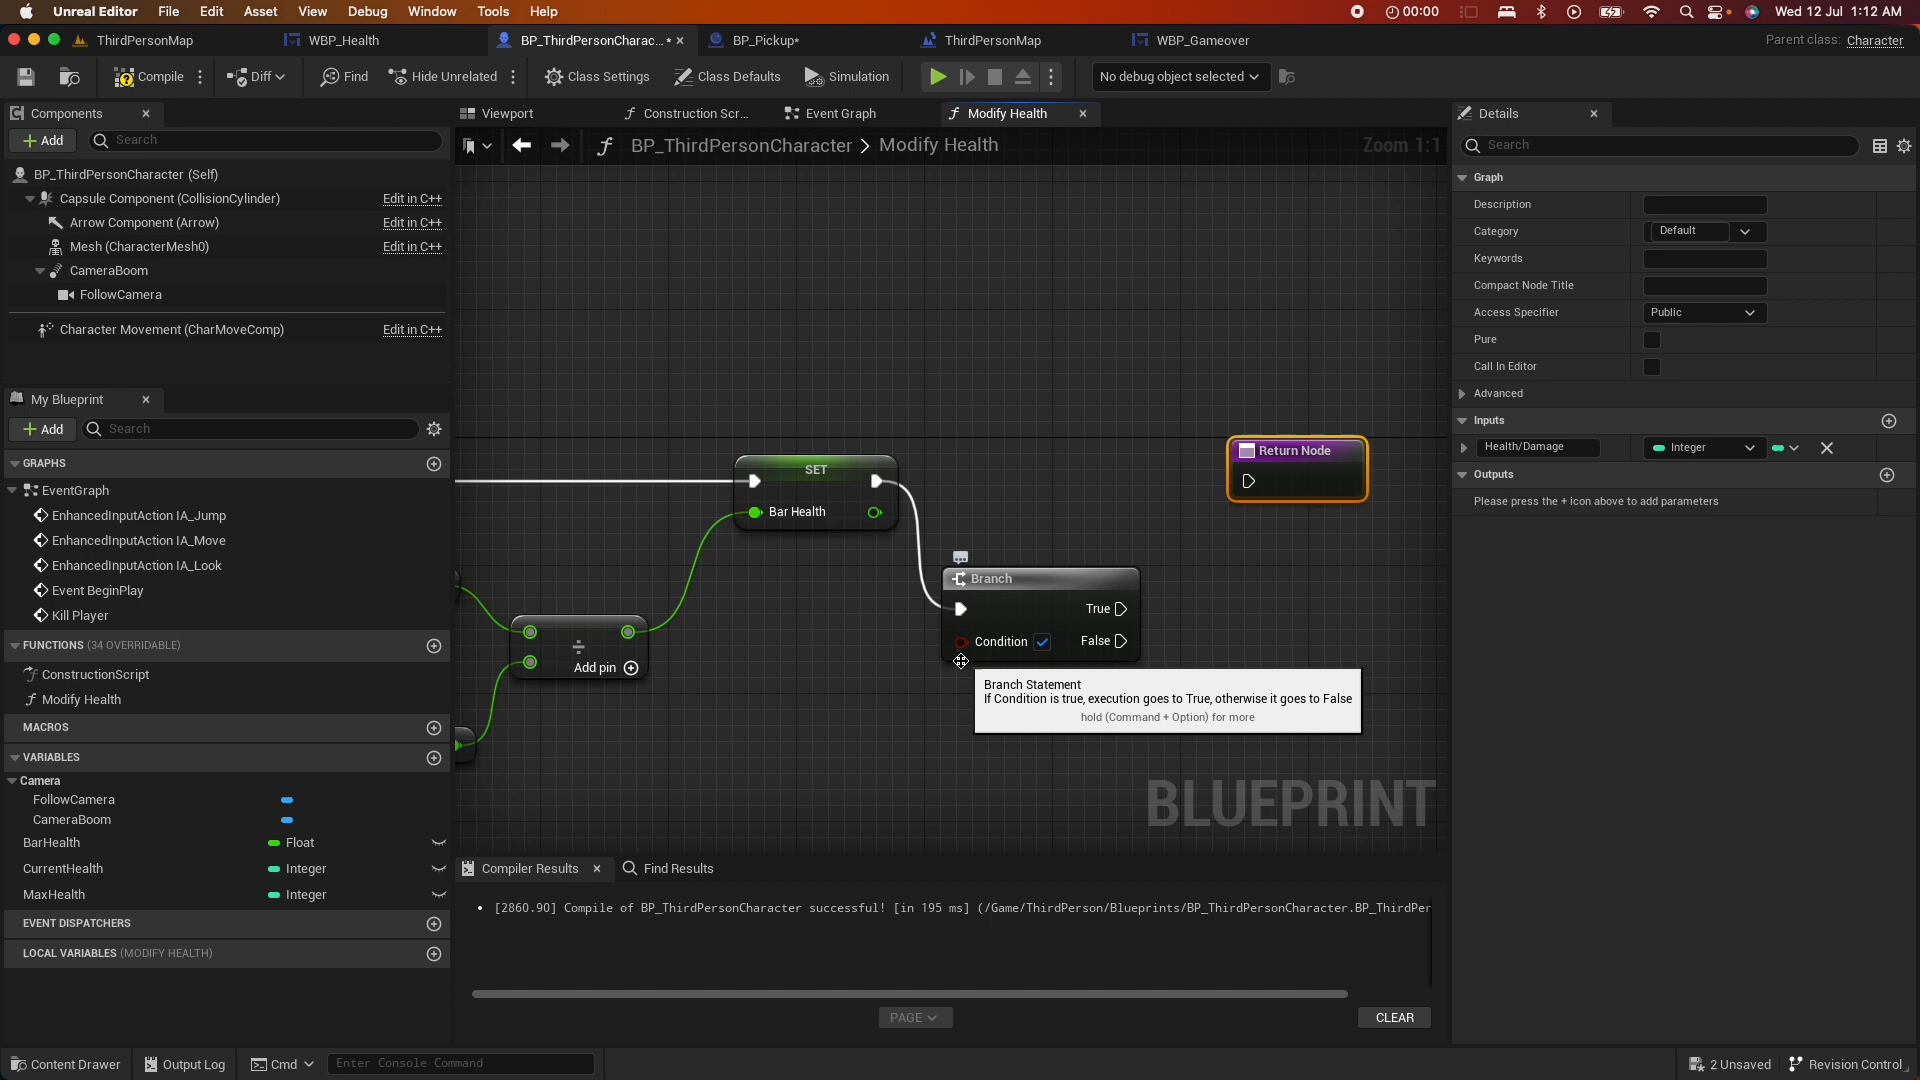 Unreal Editor File Edit Asset View Debug Window Tools Help 00:00 Wed 12 Jul 1:12 AM
ThirdPersonMap WBP_Health BP_ThirdPersonCharac... * BP_Pickup* ThirdPersonMap WBP_Gameover Parent class: Character
Compile Diff Find Hide Unrelated Class Settings Class Defaults Simulation No debug object selected
Components Viewport Construction Scr... Event Graph Modify Health Details
+ Add Search BP_ThirdPersonCharacter > Modify Health Zoom 1:1 Search
BP_ThirdPersonCharacter (Self) Graph
Capsule Component (CollisionCylinder) Edit in C++ Description
Arrow Component (Arrow) Edit in C++ Category Default
Mesh (CharacterMesh0) Edit in C++ Keywords
CameraBoom Compact Node Title
FollowCamera Access Specifier Public
Character Movement (CharMoveComp) Edit in C++ Pure
Call In Editor
My Blueprint Advanced
+ Add Search Inputs
Health/Damage Integer
GRAPHS SET Return Node Outputs
EventGraph Please press the + icon above to add parameters
EnhancedInputAction IA_Jump Bar Health
EnhancedInputAction IA_Move
EnhancedInputAction IA_Look Branch
Event BeginPlay True
Kill Player Condition False
FUNCTIONS (34 OVERRIDABLE) ÷ Add pin
ConstructionScript Branch Statement
Modify Health If Condition is true, execution goes to True, otherwise it goes to False
MACROS hold (Command + Option) for more
VARIABLES
Camera
FollowCamera BLUEPRINT
CameraBoom
BarHealth Float
CurrentHealth Integer Compiler Results Find Results
MaxHealth Integer
EVENT DISPATCHERS • [2860.90] Compile of BP_ThirdPersonCharacter successful! [in 195 ms] (/Game/ThirdPerson/Blueprints/BP_ThirdPersonCharacter.BP_ThirdPer
LOCAL VARIABLES (MODIFY HEALTH)
PAGE CLEAR
Content Drawer Output Log Cmd Enter Console Command 2 Unsaved Revision Control